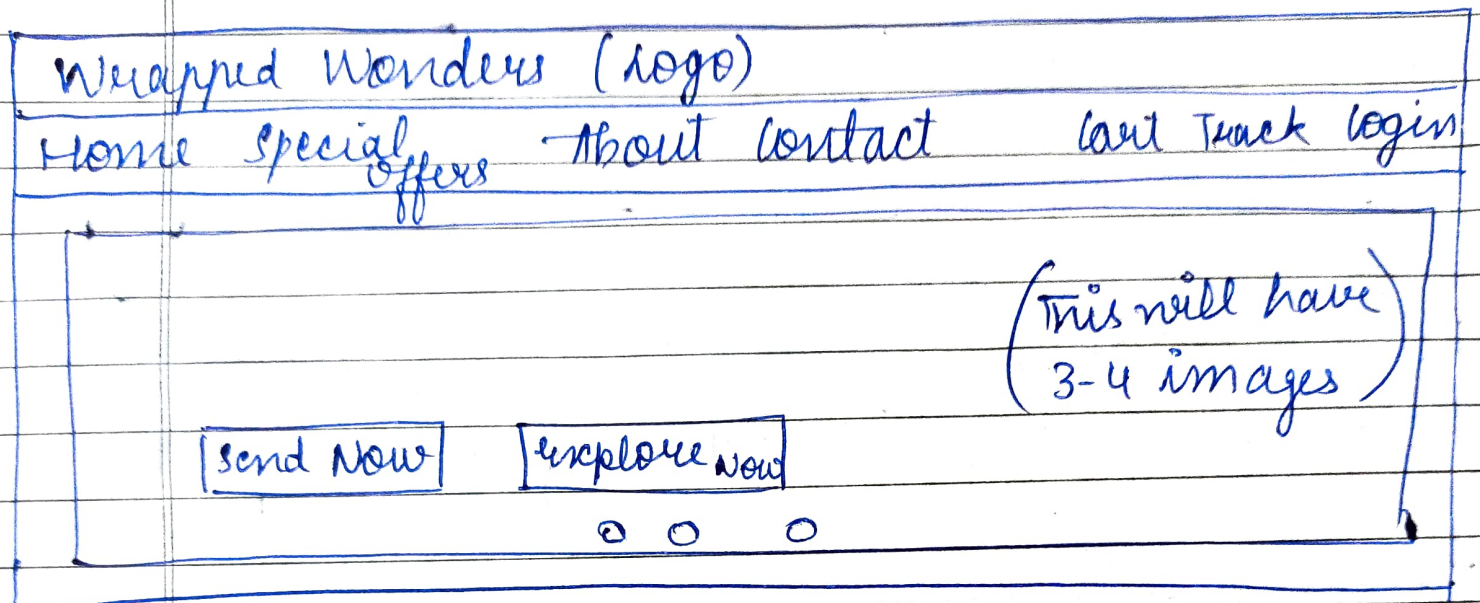 Wrapped Wonders (Logo)
Home Special Offers About Contact Cart Track Login
(This will have
3-4 images)
Send Now Explore Now